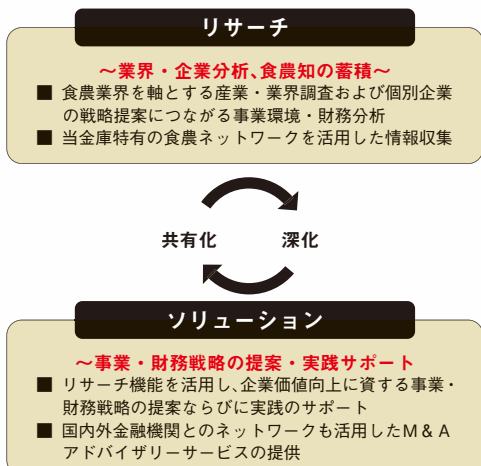 リサーチ
～業界・企業分析、食農知の蓄積～
■ 食農業界を軸とする産業・業界調査および個別企業
の戦略提案につながる事業環境・財務分析
■ 当金庫特有の食農ネットワークを活用した情報収集
共有化 深化
ソリューション
～事業・財務戦略の提案・実践サポート
■ リサーチ機能を活用し、企業価値向上に資する事業・
財務戦略の提案ならびに実践のサポート
■ 国内外金融機関とのネットワークも活用したM & A
アドバイザリーサービスの提供